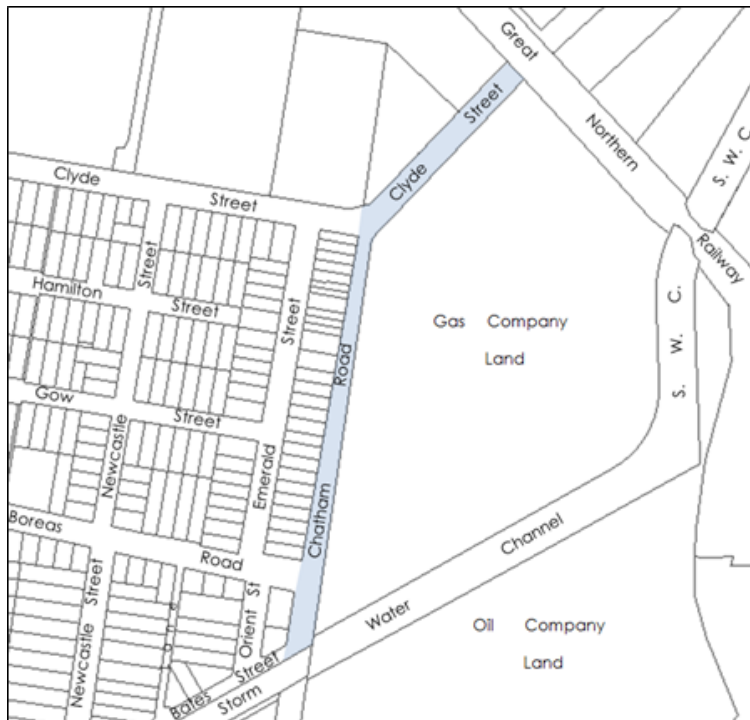 Great
Northern
Railway
S. W. C.
Clyde Street
Clyde
Street
Street
Hamilton
Street
Street
Road
Gas Company
Land
S. W. C.
Gow
Street
Newcastle
Emerald
Chatham
Boreas
Road
Channel
Water
Storm
Street
Newcastle
St
Orient
Street
Bates
Oil Company
Land